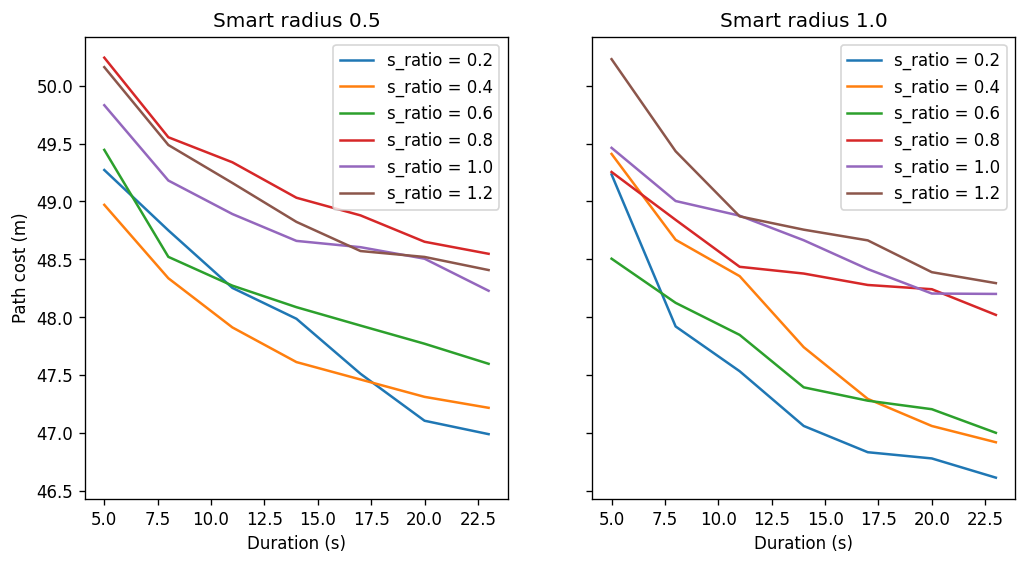 Smart radius 0.5
s_ratio = 0.2
s_ratio = 0.4
s_ratio = 0.6
s_ratio = 0.8
s_ratio = 1.0
s_ratio = 1.2
Path cost (m)
50.0
49.5
49.0
48.5
48.0
47.5
47.0
46.5
5.0 7.5 10.0 12.5 15.0 17.5 20.0 22.5
Duration (s)
Smart radius 1.0
s_ratio = 0.2
s_ratio = 0.4
s_ratio = 0.6
s_ratio = 0.8
s_ratio = 1.0
s_ratio = 1.2
5.0 7.5 10.0 12.5 15.0 17.5 20.0 22.5
Duration (s)